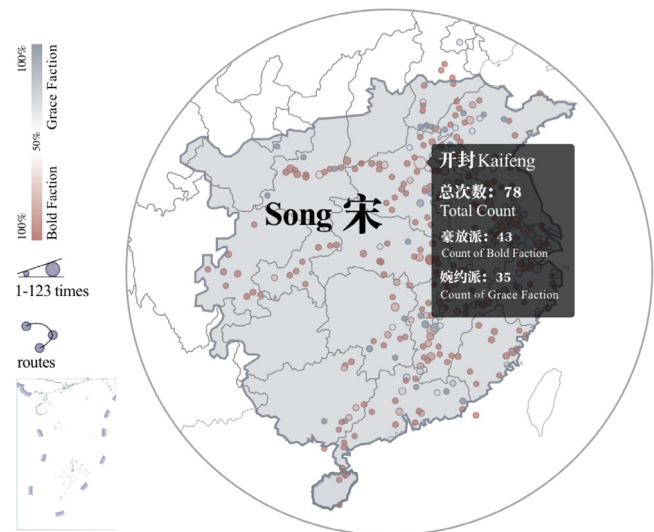 100%
Grace Faction
50%
Bold Faction
100%
1-123 times
routes
Song 宋
开封 Kaifeng
总次数：78
Total Count
豪放派：43
Count of Bold Faction
婉约派：35
Count of Grace Faction